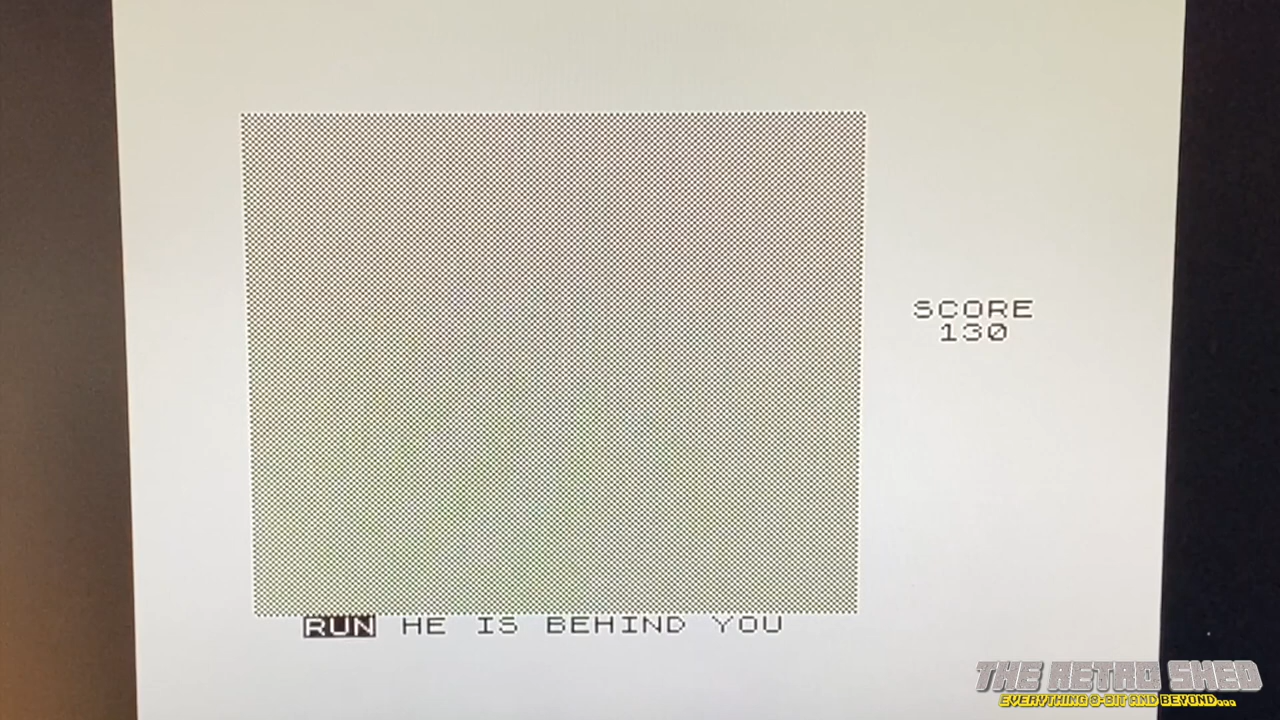 SCORE
130
RUN HE IS BEHIND YOU
THE RETRO SHED
EVERYTHING 8-BIT AND BEYOND...